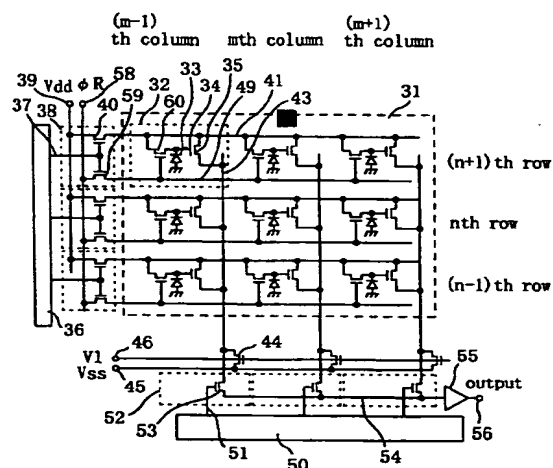 (m-1) (m+1)
th column mth column th column
Vdd φR
39 58
37 38 40 59 32 33 35 41 31
60 34 49 43
(n+1)th row
nth row
(n-1)th row
36
V1 46 44 55
Vss 45 output
52 56
53 51 50 54